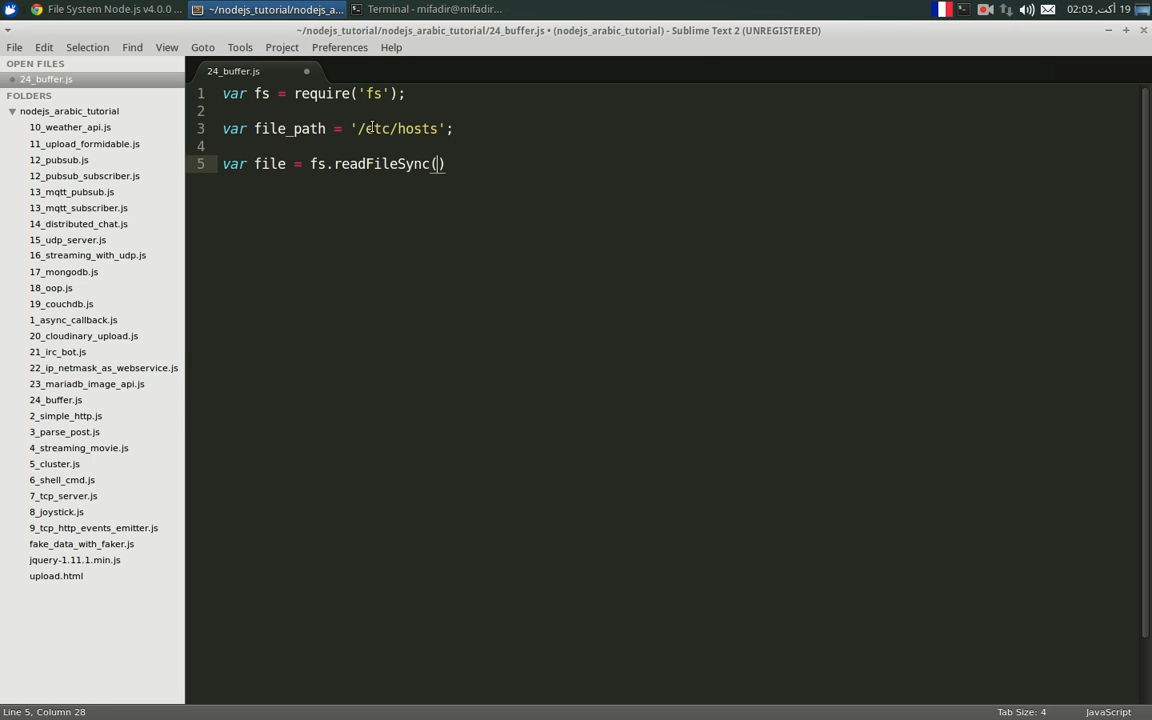 File System Node.js v4.0.0 ...
~/nodejs_tutorial/nodejs_a...
Terminal - mifadir@mifadir...
02:03 ,أكت 19
~/nodejs_tutorial/nodejs_arabic_tutorial/24_buffer.js • (nodejs_arabic_tutorial) - Sublime Text 2 (UNREGISTERED)
File Edit Selection Find View Goto Tools Project Preferences Help
OPEN FILES
24_buffer.js
FOLDERS
nodejs_arabic_tutorial
10_weather_api.js
11_upload_formidable.js
12_pubsub.js
12_pubsub_subscriber.js
13_mqtt_pubsub.js
13_mqtt_subscriber.js
14_distributed_chat.js
15_udp_server.js
16_streaming_with_udp.js
17_mongodb.js
18_oop.js
19_couchdb.js
1_async_callback.js
20_cloudinary_upload.js
21_irc_bot.js
22_ip_netmask_as_webservice.js
23_mariadb_image_api.js
24_buffer.js
2_simple_http.js
3_parse_post.js
4_streaming_movie.js
5_cluster.js
6_shell_cmd.js
7_tcp_server.js
8_joystick.js
9_tcp_http_events_emitter.js
fake_data_with_faker.js
jquery-1.11.1.min.js
upload.html
24_buffer.js
1 var fs = require('fs');
2
3 var file_path = '/etc/hosts';
4
5 var file = fs.readFileSync()
Line 5, Column 28
Tab Size: 4
JavaScript